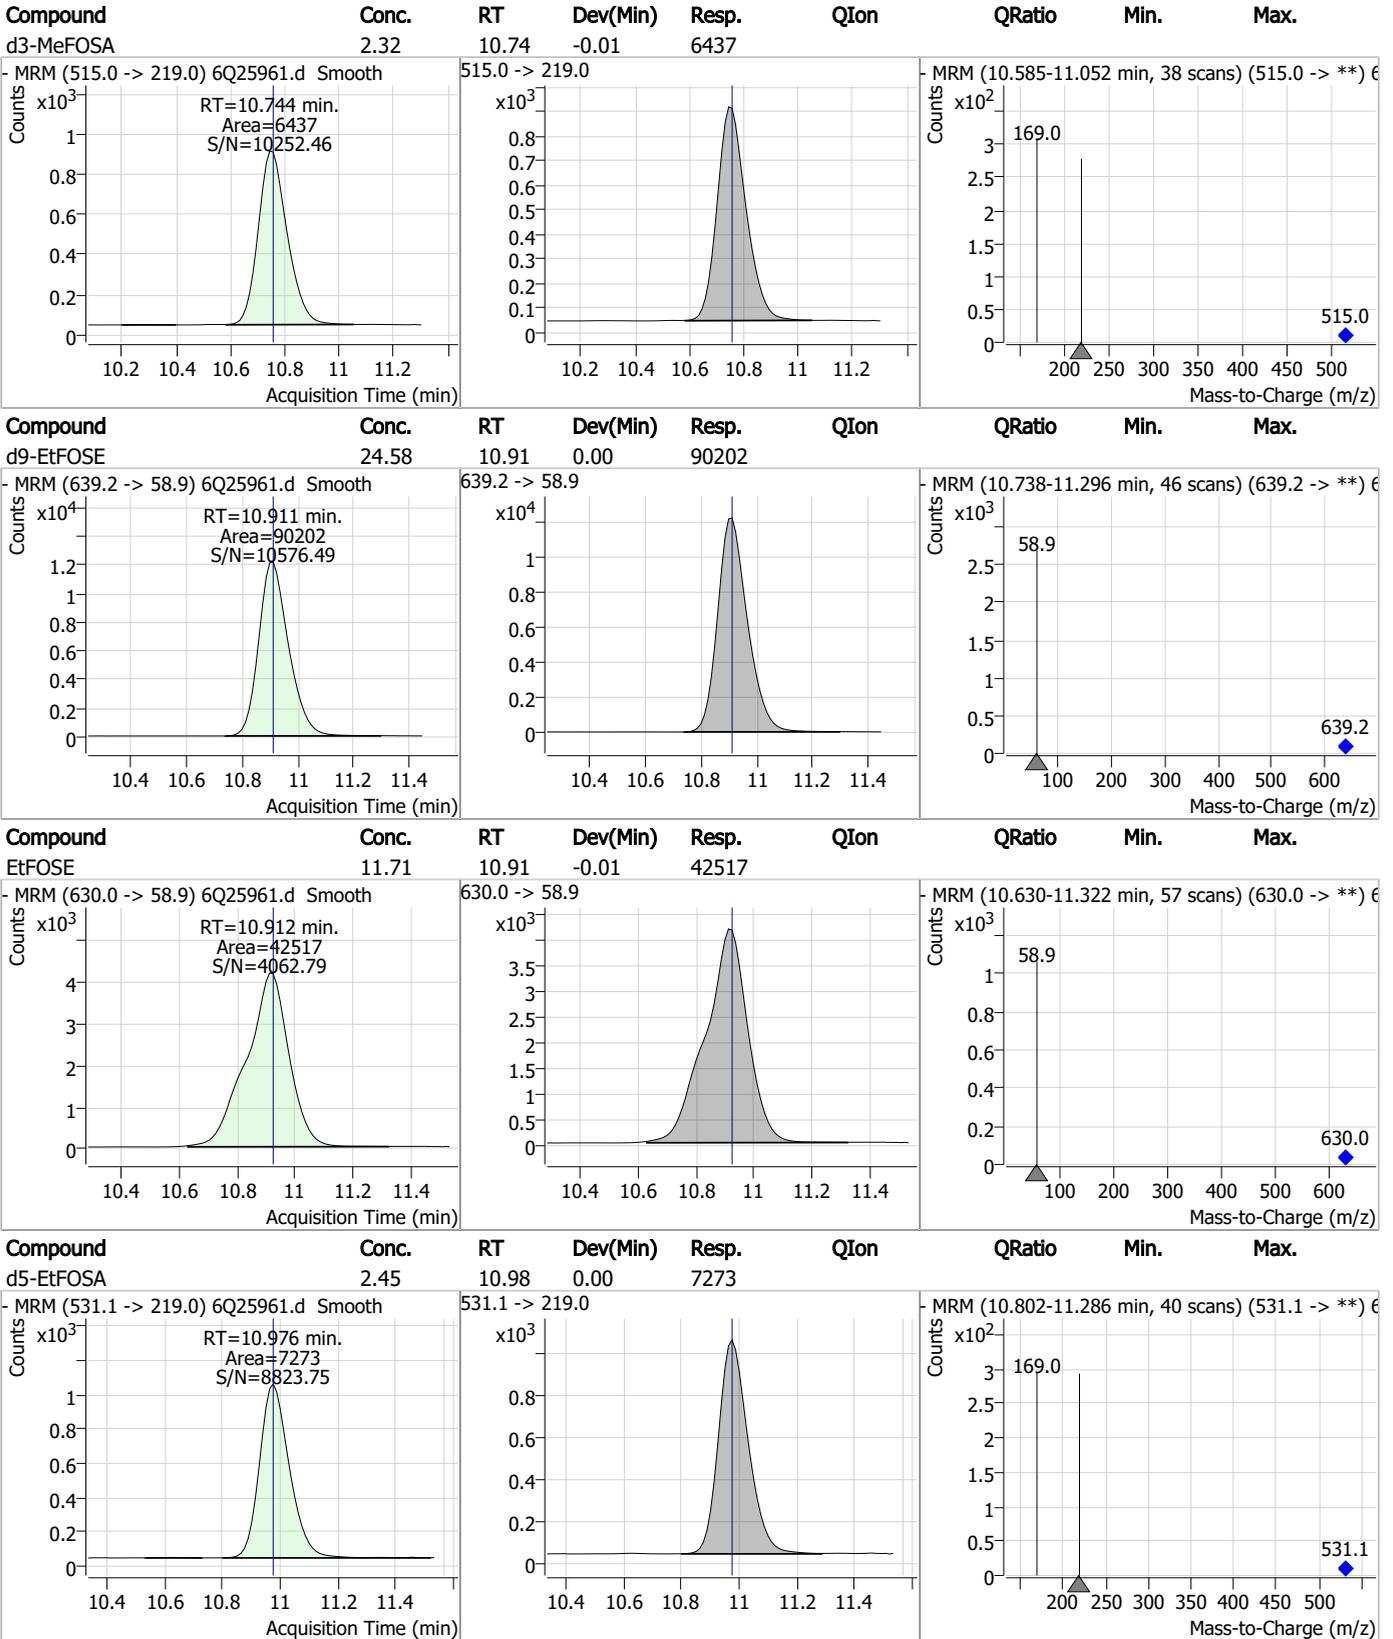 Compound Conc. RT Dev(Min) Resp. QIon QRatio Min. Max.
d3-MeFOSA 2.32 10.74 -0.01 6437
- MRM (515.0 -> 219.0) 6Q25961.d Smooth
Counts
x10³
RT=10.744 min.
Area=6437
S/N=10252.46
1
0.8
0.6
0.4
0.2
0
10.2 10.4 10.6 10.8 11 11.2
Acquisition Time (min)
515.0 -> 219.0
x10³
0.8
0.7
0.6
0.5
0.4
0.3
0.2
0.1
0
10.2 10.4 10.6 10.8 11 11.2
- MRM (10.585-11.052 min, 38 scans) (515.0 -> **) 6
Counts
x10²
169.0
3
2.5
2
1.5
1
0.5
0
515.0
200 250 300 350 400 450 500
Mass-to-Charge (m/z)
Compound Conc. RT Dev(Min) Resp. QIon QRatio Min. Max.
d9-EtFOSE 24.58 10.91 0.00 90202
- MRM (639.2 -> 58.9) 6Q25961.d Smooth
Counts
x10⁴
RT=10.911 min.
Area=90202
S/N=10576.49
1.2
1
0.8
0.6
0.4
0.2
0
10.4 10.6 10.8 11 11.2 11.4
Acquisition Time (min)
639.2 -> 58.9
x10⁴
1
0.8
0.6
0.4
0.2
0
10.4 10.6 10.8 11 11.2 11.4
- MRM (10.738-11.296 min, 46 scans) (639.2 -> **) 6
Counts
x10³
58.9
2.5
2
1.5
1
0.5
0
639.2
100 200 300 400 500 600
Mass-to-Charge (m/z)
Compound Conc. RT Dev(Min) Resp. QIon QRatio Min. Max.
EtFOSE 11.71 10.91 -0.01 42517
- MRM (630.0 -> 58.9) 6Q25961.d Smooth
Counts
x10³
RT=10.912 min.
Area=42517
S/N=4062.79
4
3
2
1
0
10.4 10.6 10.8 11 11.2 11.4
Acquisition Time (min)
630.0 -> 58.9
x10³
3.5
3
2.5
2
1.5
1
0.5
0
10.4 10.6 10.8 11 11.2 11.4
- MRM (10.630-11.322 min, 57 scans) (630.0 -> **) 6
Counts
x10³
58.9
1
0.8
0.6
0.4
0.2
0
630.0
100 200 300 400 500 600
Mass-to-Charge (m/z)
Compound Conc. RT Dev(Min) Resp. QIon QRatio Min. Max.
d5-EtFOSA 2.45 10.98 0.00 7273
- MRM (531.1 -> 219.0) 6Q25961.d Smooth
Counts
x10³
RT=10.976 min.
Area=7273
S/N=8823.75
1
0.8
0.6
0.4
0.2
0
10.4 10.6 10.8 11 11.2 11.4
Acquisition Time (min)
531.1 -> 219.0
x10³
0.8
0.6
0.4
0.2
0
10.4 10.6 10.8 11 11.2 11.4
- MRM (10.802-11.286 min, 40 scans) (531.1 -> **) 6
Counts
x10²
169.0
3
2.5
2
1.5
1
0.5
0
531.1
200 250 300 350 400 450 500
Mass-to-Charge (m/z)